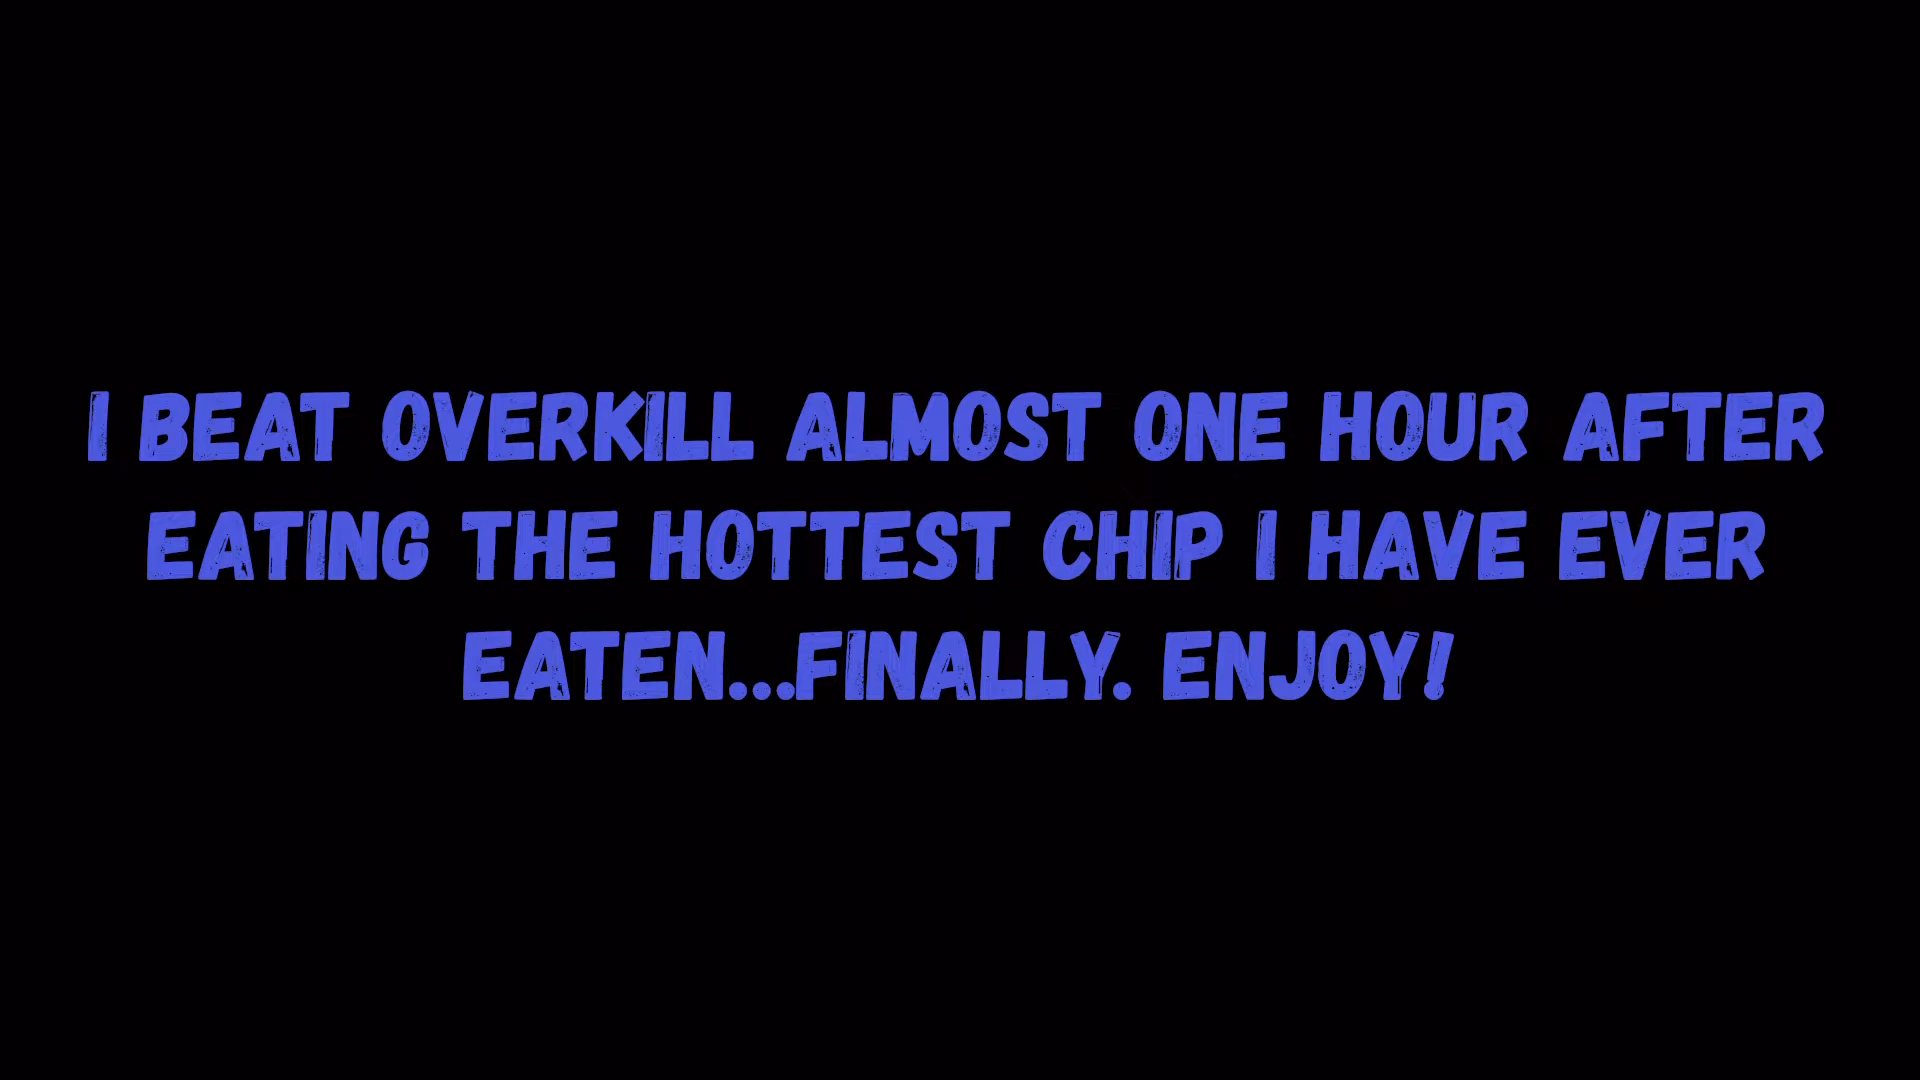 I BEAT OVERKILL ALMOST ONE HOUR AFTER
EATING THE HOTTEST CHIP I HAVE EVER
EATEN...FINALLY. ENJOY!